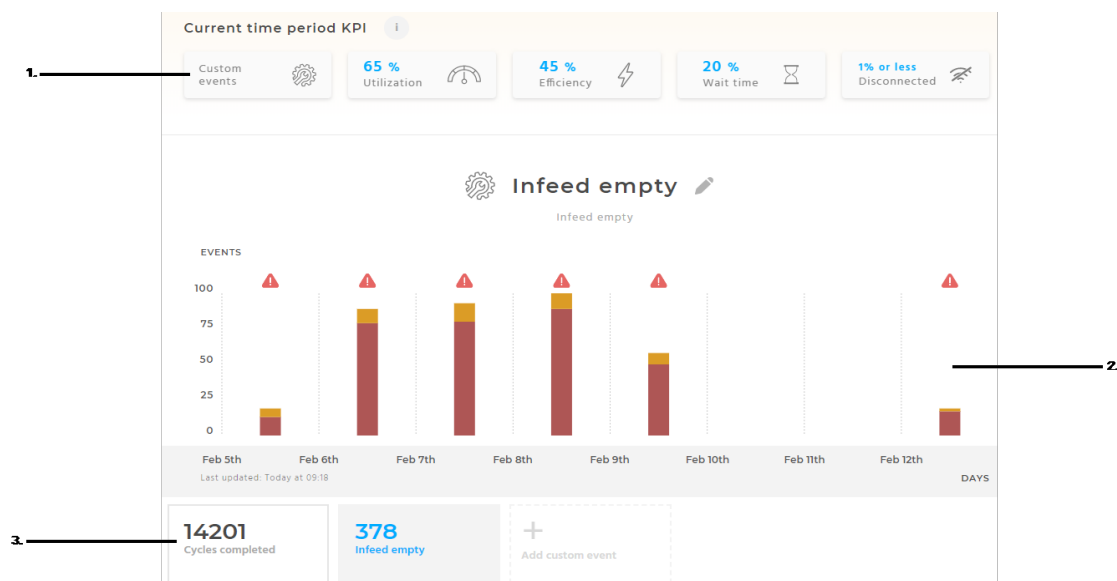 Current time period KPI i
1.
Custom
events
65 %
Utilization
45 %
Efficiency
20 %
Wait time
1% or less
Disconnected
Infeed empty
Infeed empty
EVENTS
100
75
50
25
0
2.
Feb 5th Feb 6th Feb 7th Feb 8th Feb 9th Feb 10th Feb 11th Feb 12th
Last updated: Today at 09:18
DAYS
3.
14201
Cycles completed
378
Infeed empty
+
Add custom event